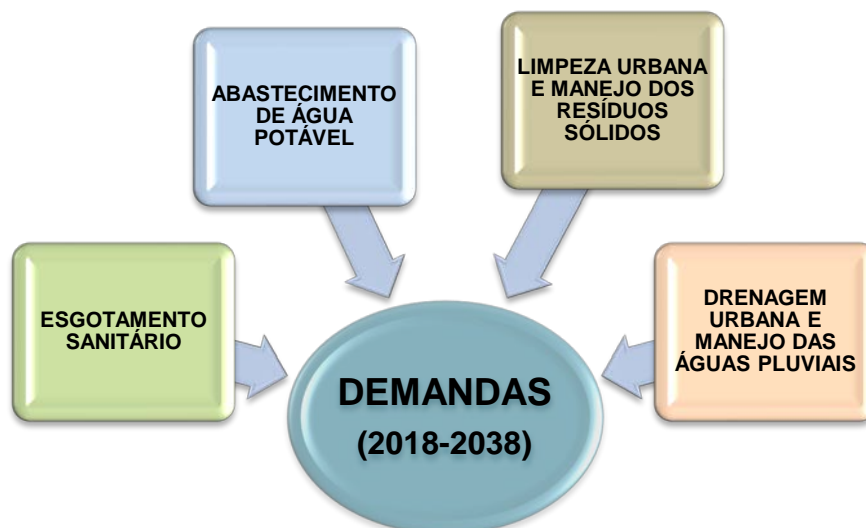 ABASTECIMENTO
DE ÁGUA
POTÁVEL
LIMPEZA URBANA
E MANEJO DOS
RESÍDUOS
SÓLIDOS
ESGOTAMENTO
SANITÁRIO
DRENAGEM
URBANA E
MANEJO DAS
ÁGUAS PLUVIAIS
DEMANDAS
(2018-2038)